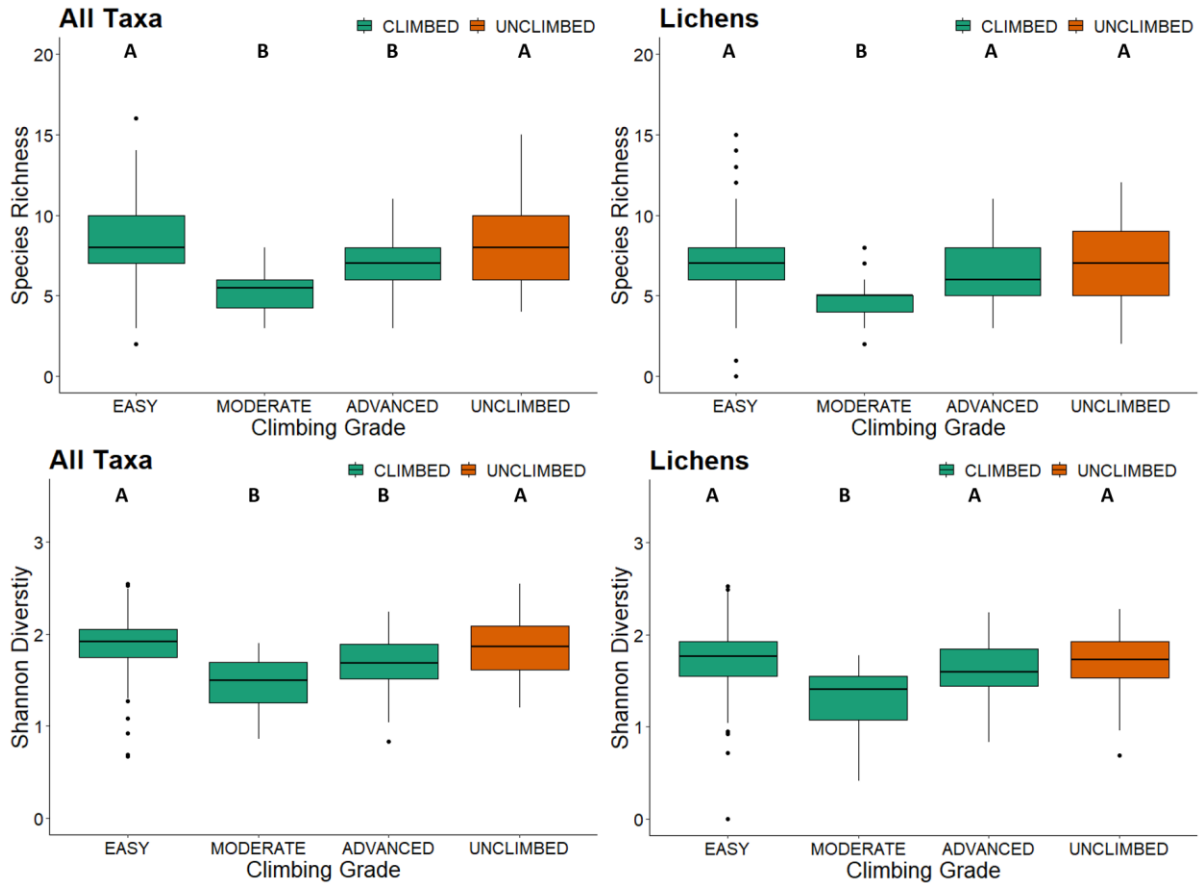 All Taxa
CLIMBED UNCLIMBED
A B B A
20
15
10
5
0
Species Richness
EASY MODERATE ADVANCED UNCLIMBED
Climbing Grade
Lichens
CLIMBED UNCLIMBED
A B A A
20
15
10
5
0
Species Richness
EASY MODERATE ADVANCED UNCLIMBED
Climbing Grade
All Taxa
CLIMBED UNCLIMBED
A B B A
3
2
1
0
Shannon Diverstiy
EASY MODERATE ADVANCED UNCLIMBED
Climbing Grade
Lichens
CLIMBED UNCLIMBED
A B A A
3
2
1
0
Shannon Diverstiy
EASY MODERATE ADVANCED UNCLIMBED
Climbing Grade